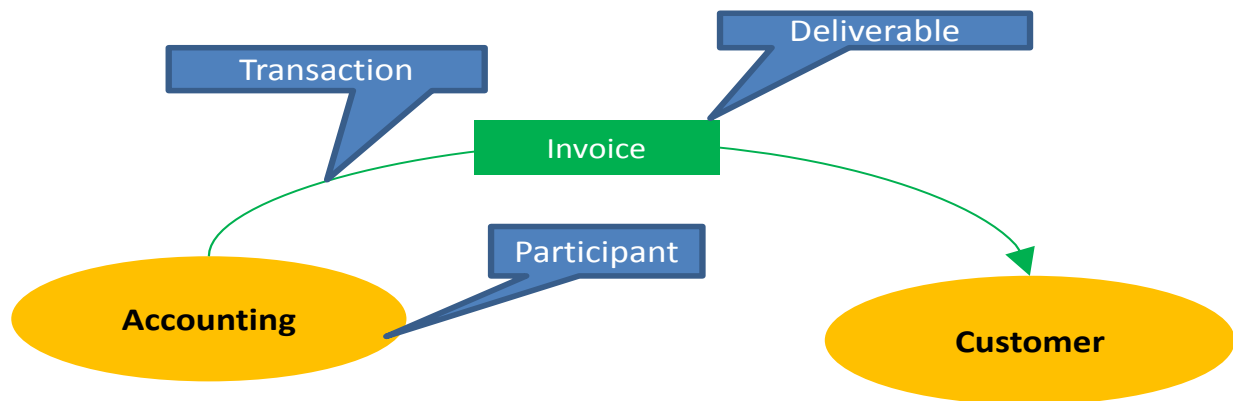 Deliverable
Transaction
Invoice
Participant
Accounting
Customer